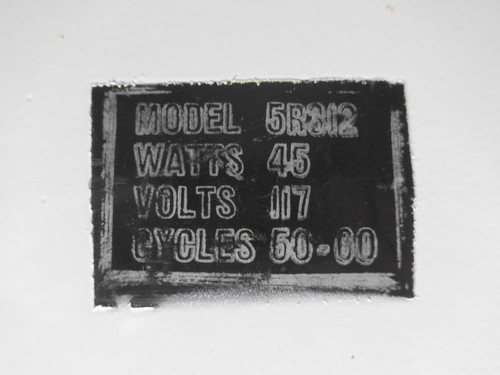 MODEL 5R312
WATTS 45
VOLTS 117
CYCLES 50-60